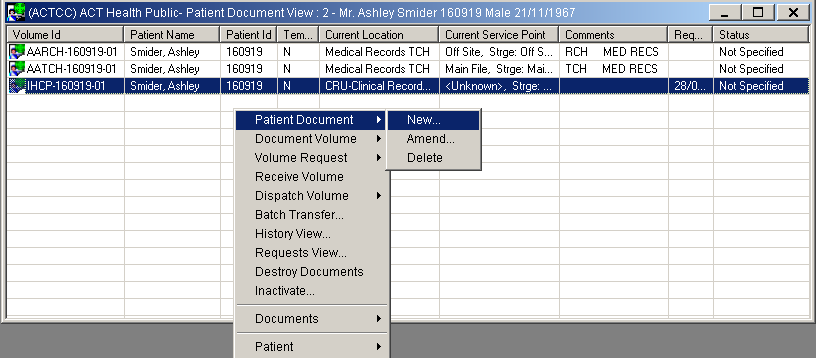 (ACTCC) ACT Health Public- Patient Document View : 2 - Mr. Ashley Smider 160919 Male 21/11/1967
Volume Id Patient Name Patient Id Tem... Current Location Current Service Point Comments Req... Status
AARCH-160919-01 Smider, Ashley 160919 N Medical Records TCH Off Site, Strge: Off S... RCH MED RECS Not Specified
AATCH-160919-01 Smider, Ashley 160919 N Medical Records TCH Main File, Strge: Mai... TCH MED RECS Not Specified
IHCP-160919-01 Smider, Ashley 160919 N CRU-Clinical Record... <Unknown>, Strge: ... 28/0... Not Specified
Patient Document New...
Document Volume Amend...
Volume Request Delete
Receive Volume
Dispatch Volume
Batch Transfer...
History View...
Requests View...
Destroy Documents
Inactivate...
Documents
Patient